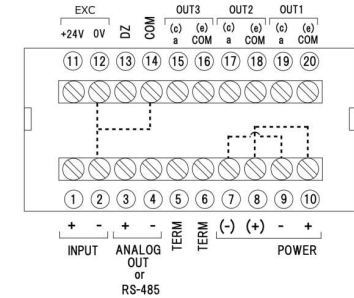 EXC OUT3 OUT2 OUT1
+24V 0V DZ COM (c) a (e) COM (c) a (e) COM (c) a (e) COM
11 12 13 14 15 16 17 18 19 20
1 2 3 4 5 6 7 8 9 10
+ - + - TERM TERM (-) (+) - +
INPUT ANALOG OUT or RS-485 POWER